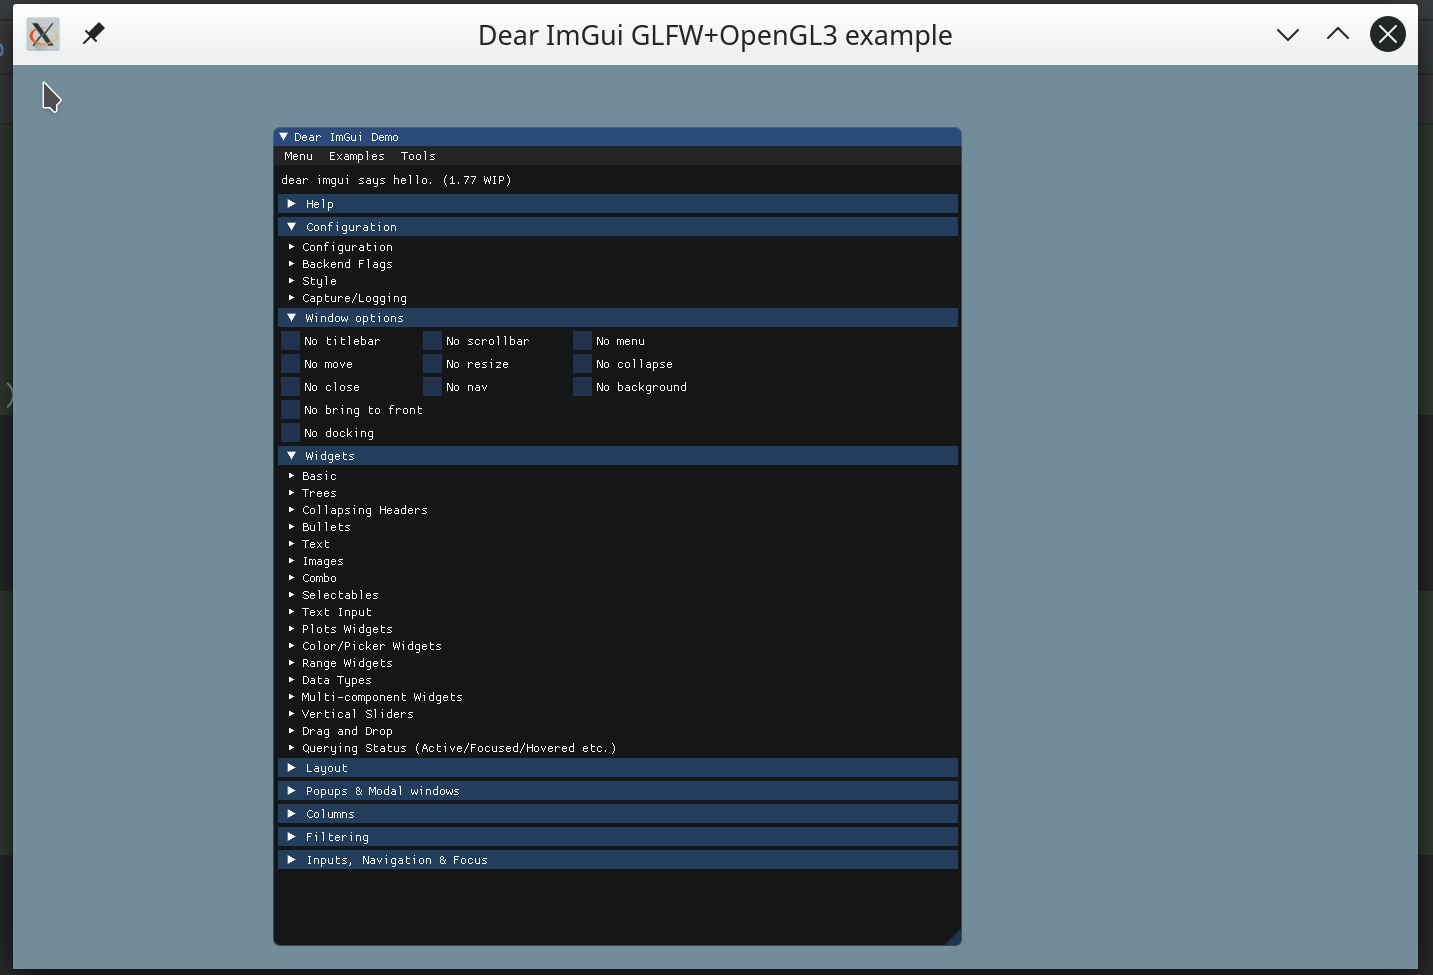 Dear ImGui GLFW+OpenGL3 example
Dear ImGui Demo
Menu Examples Tools
dear imgui says hello. (1.77 WIP)
Help
Configuration
Configuration
Backend Flags
Style
Capture/Logging
Window options
No titlebar No scrollbar No menu
No move No resize No collapse
No close No nav No background
No bring to front
No docking
Widgets
Basic
Trees
Collapsing Headers
Bullets
Text
Images
Combo
Selectables
Text Input
Plots Widgets
Color/Picker Widgets
Range Widgets
Data Types
Multi-component Widgets
Vertical Sliders
Drag and Drop
Querying Status (Active/Focused/Hovered etc.)
Layout
Popups & Modal windows
Columns
Filtering
Inputs, Navigation & Focus